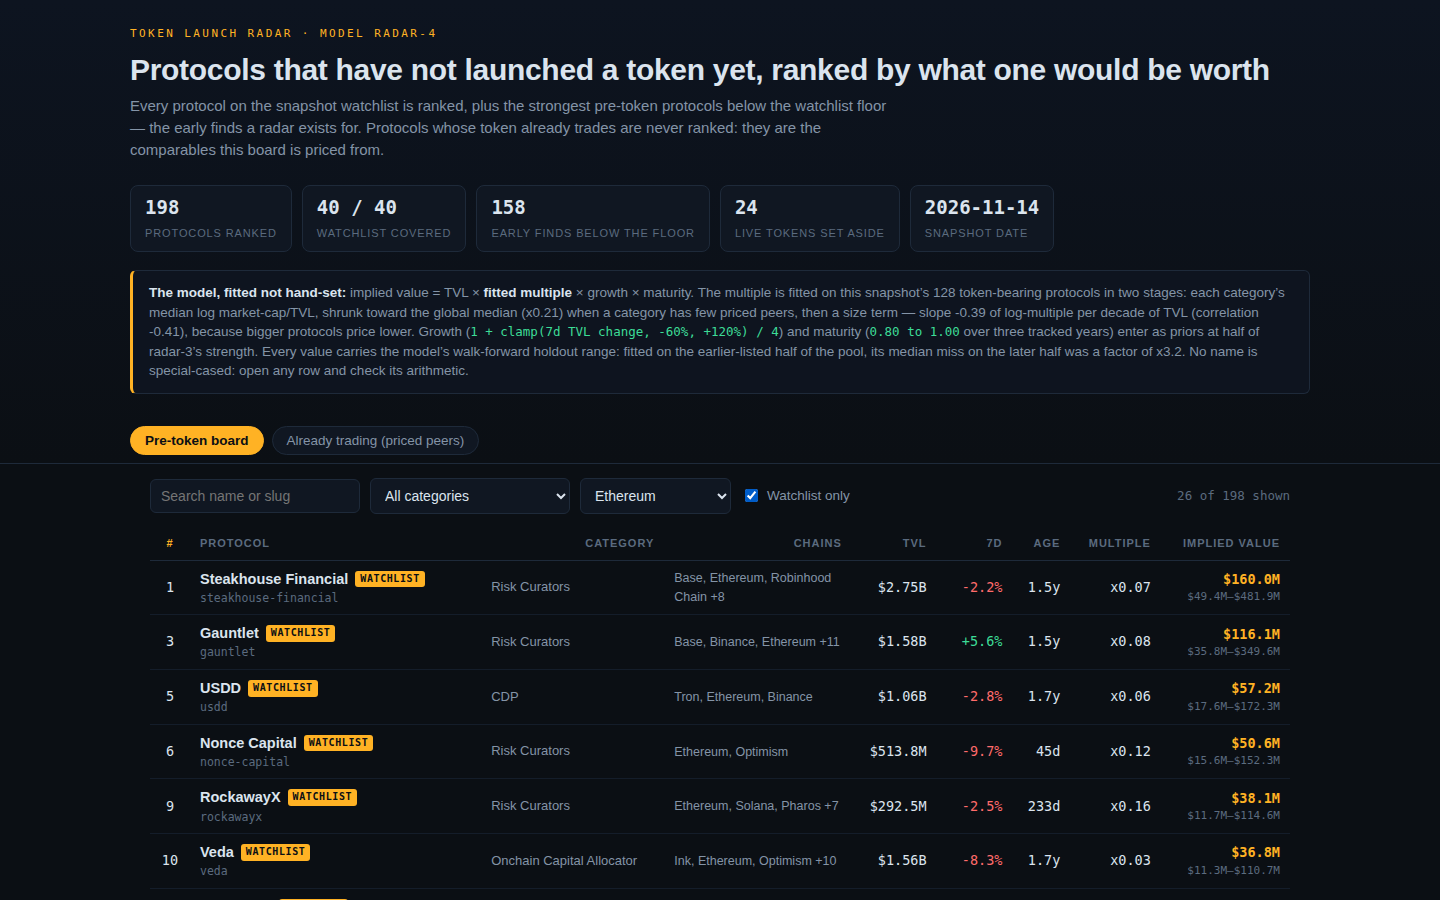 TOKEN LAUNCH RADAR · MODEL RADAR-4
Protocols that have not launched a token yet, ranked by what one would be worth
Every protocol on the snapshot watchlist is ranked, plus the strongest pre-token protocols below the watchlist floor
— the early finds a radar exists for. Protocols whose token already trades are never ranked: they are the
comparables this board is priced from.
198
PROTOCOLS RANKED
40 / 40
WATCHLIST COVERED
158
EARLY FINDS BELOW THE FLOOR
24
LIVE TOKENS SET ASIDE
2026-11-14
SNAPSHOT DATE
The model, fitted not hand-set: implied value = TVL × fitted multiple × growth × maturity. The multiple is fitted on this snapshot's 128 token-bearing protocols in two stages: each category's
median log market-cap/TVL, shrunk toward the global median (x0.21) when a category has few priced peers, then a size term — slope -0.39 of log-multiple per decade of TVL (correlation
-0.41), because bigger protocols price lower. Growth (1 + clamp(7d TVL change, -60%, +120%) / 4) and maturity (0.80 to 1.00 over three tracked years) enter as priors at half of
radar-3's strength. Every value carries the model's walk-forward holdout range: fitted on the earlier-listed half of the pool, its median miss on the later half was a factor of x3.2. No name is
special-cased: open any row and check its arithmetic.
Pre-token board
Already trading (priced peers)
Search name or slug
All categories
Ethereum
Watchlist only
26 of 198 shown
# PROTOCOL CATEGORY CHAINS TVL 7D AGE MULTIPLE IMPLIED VALUE
1 Steakhouse Financial WATCHLIST
steakhouse-financial
Risk Curators
Base, Ethereum, Robinhood
Chain +8
$2.75B -2.2% 1.5y x0.07 $160.0M
$49.4M–$481.9M
3 Gauntlet WATCHLIST
gauntlet
Risk Curators
Base, Binance, Ethereum +11
$1.58B +5.6% 1.5y x0.08 $116.1M
$35.8M–$349.6M
5 USDD WATCHLIST
usdd
CDP
Tron, Ethereum, Binance
$1.06B -2.8% 1.7y x0.06 $57.2M
$17.6M–$172.3M
6 Nonce Capital WATCHLIST
nonce-capital
Risk Curators
Ethereum, Optimism
$513.8M -9.7% 45d x0.12 $50.6M
$15.6M–$152.3M
9 RockawayX WATCHLIST
rockawayx
Risk Curators
Ethereum, Solana, Pharos +7
$292.5M -2.5% 233d x0.16 $38.1M
$11.7M–$114.6M
10 Veda WATCHLIST
veda
Onchain Capital Allocator
Ink, Ethereum, Optimism +10
$1.56B -8.3% 1.7y x0.03 $36.8M
$11.3M–$110.7M